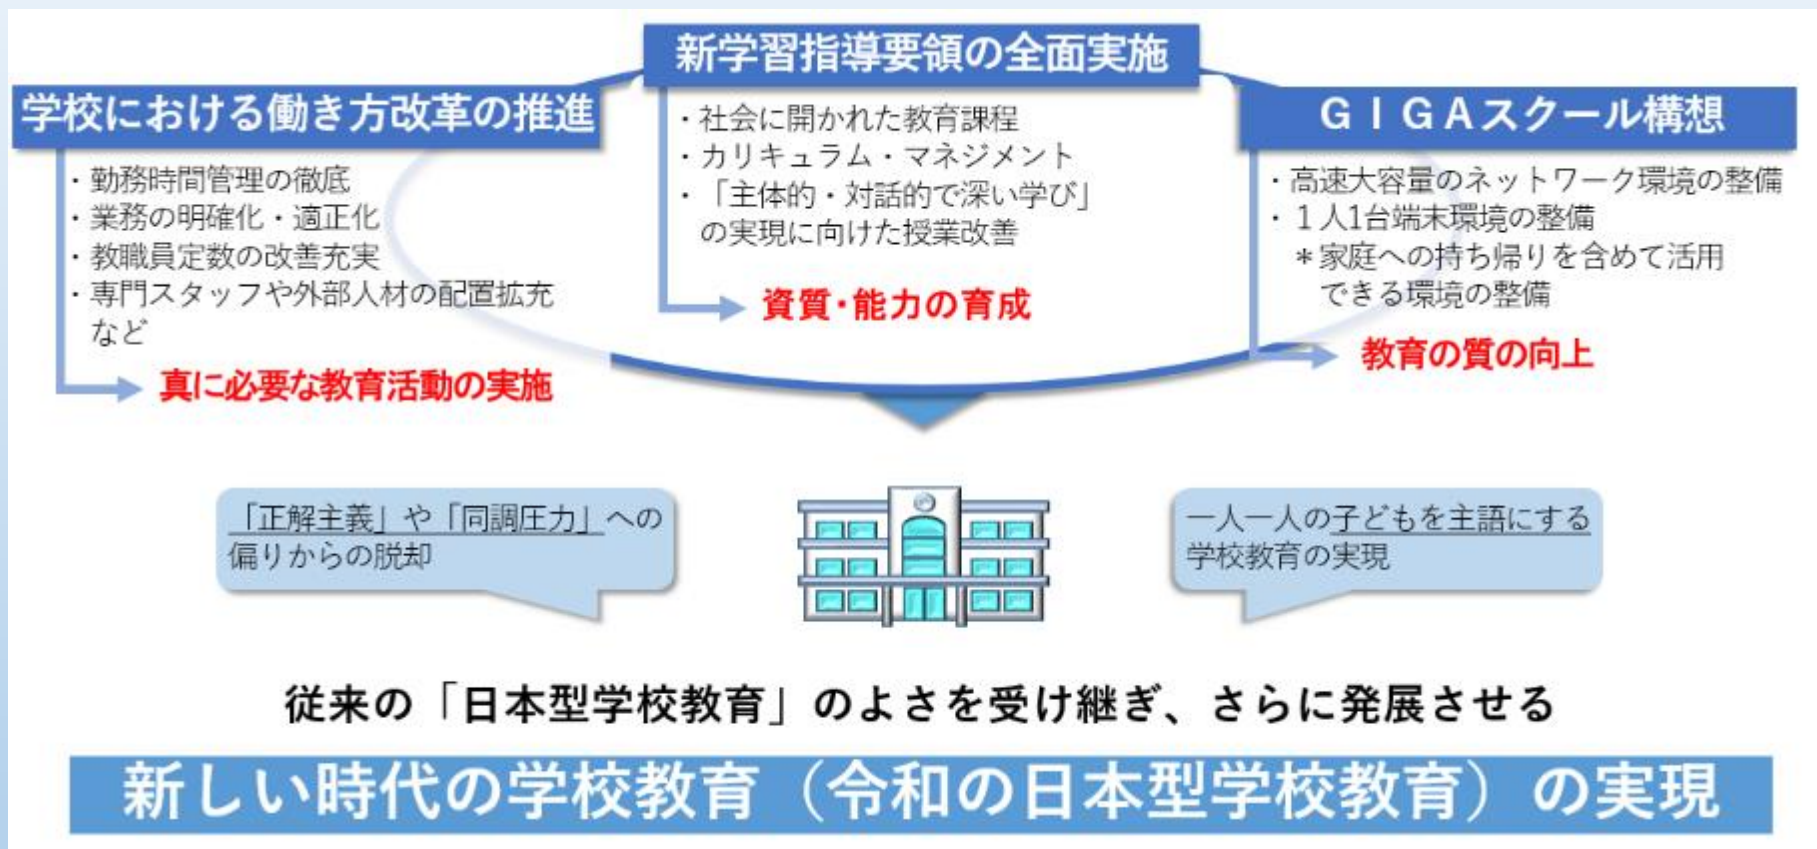 新学習指導要領の全面実施
学校における働き方改革の推進
ＧＩＧＡスクール構想
・勤務時間管理の徹底
・業務の明確化・適正化
・教職員定数の改善充実
・専門スタッフや外部人材の配置拡充
など
真に必要な教育活動の実施
・社会に開かれた教育課程
・カリキュラム・マネジメント
・「主体的・対話的で深い学び」
の実現に向けた授業改善
資質・能力の育成
・高速大容量のネットワーク環境の整備
・１人1台端末環境の整備
＊家庭への持ち帰りを含めて活用
できる環境の整備
教育の質の向上
「正解主義」や「同調圧力」への
偏りからの脱却
一人一人の子どもを主語にする
学校教育の実現
従来の「日本型学校教育」のよさを受け継ぎ、さらに発展させる
新しい時代の学校教育（令和の日本型学校教育）の実現